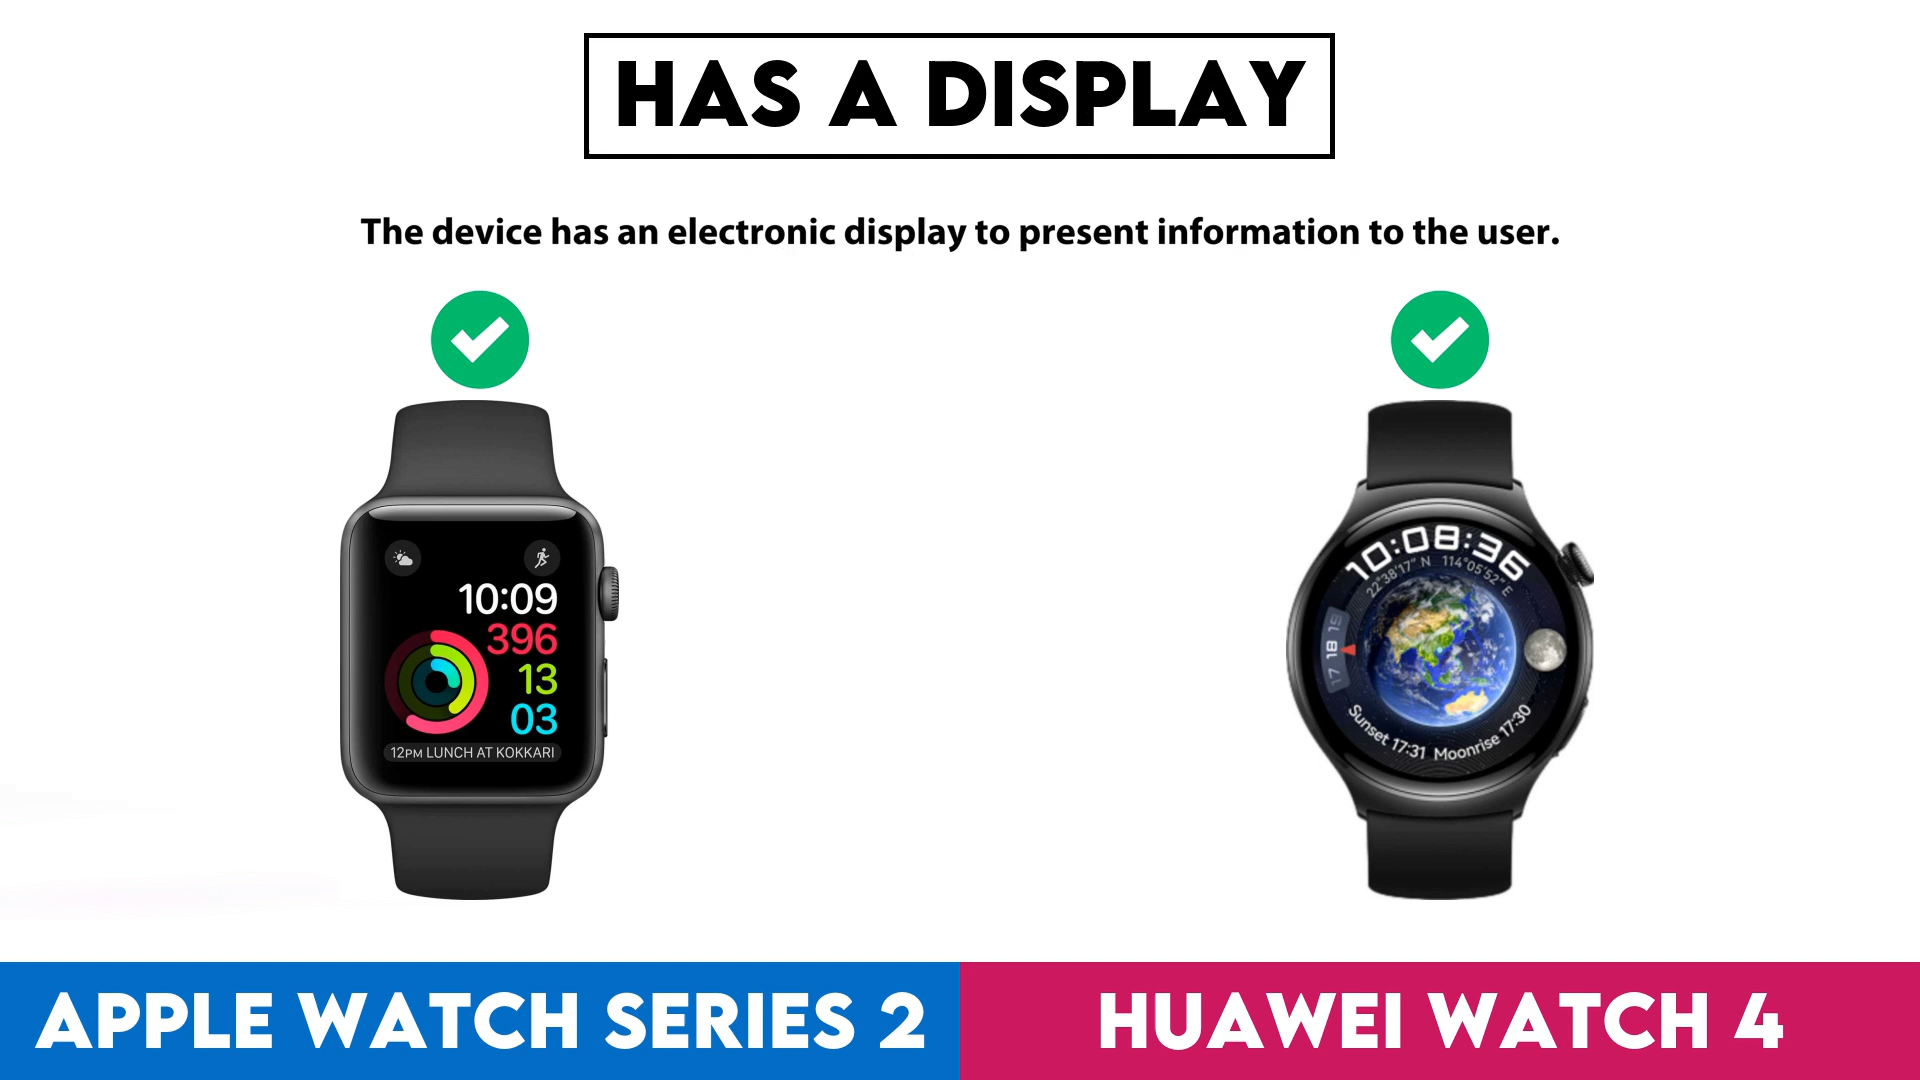 HAS A DISPLAY
The device has an electronic display to present information to the user.
10:09
396
13
03
12PM LUNCH AT KOKKARI
10:08:36
22°38'17" N 114°05'52" E
17 18 19
Sunset 17:31 Moonrise 17:30
APPLE WATCH SERIES 2
HUAWEI WATCH 4